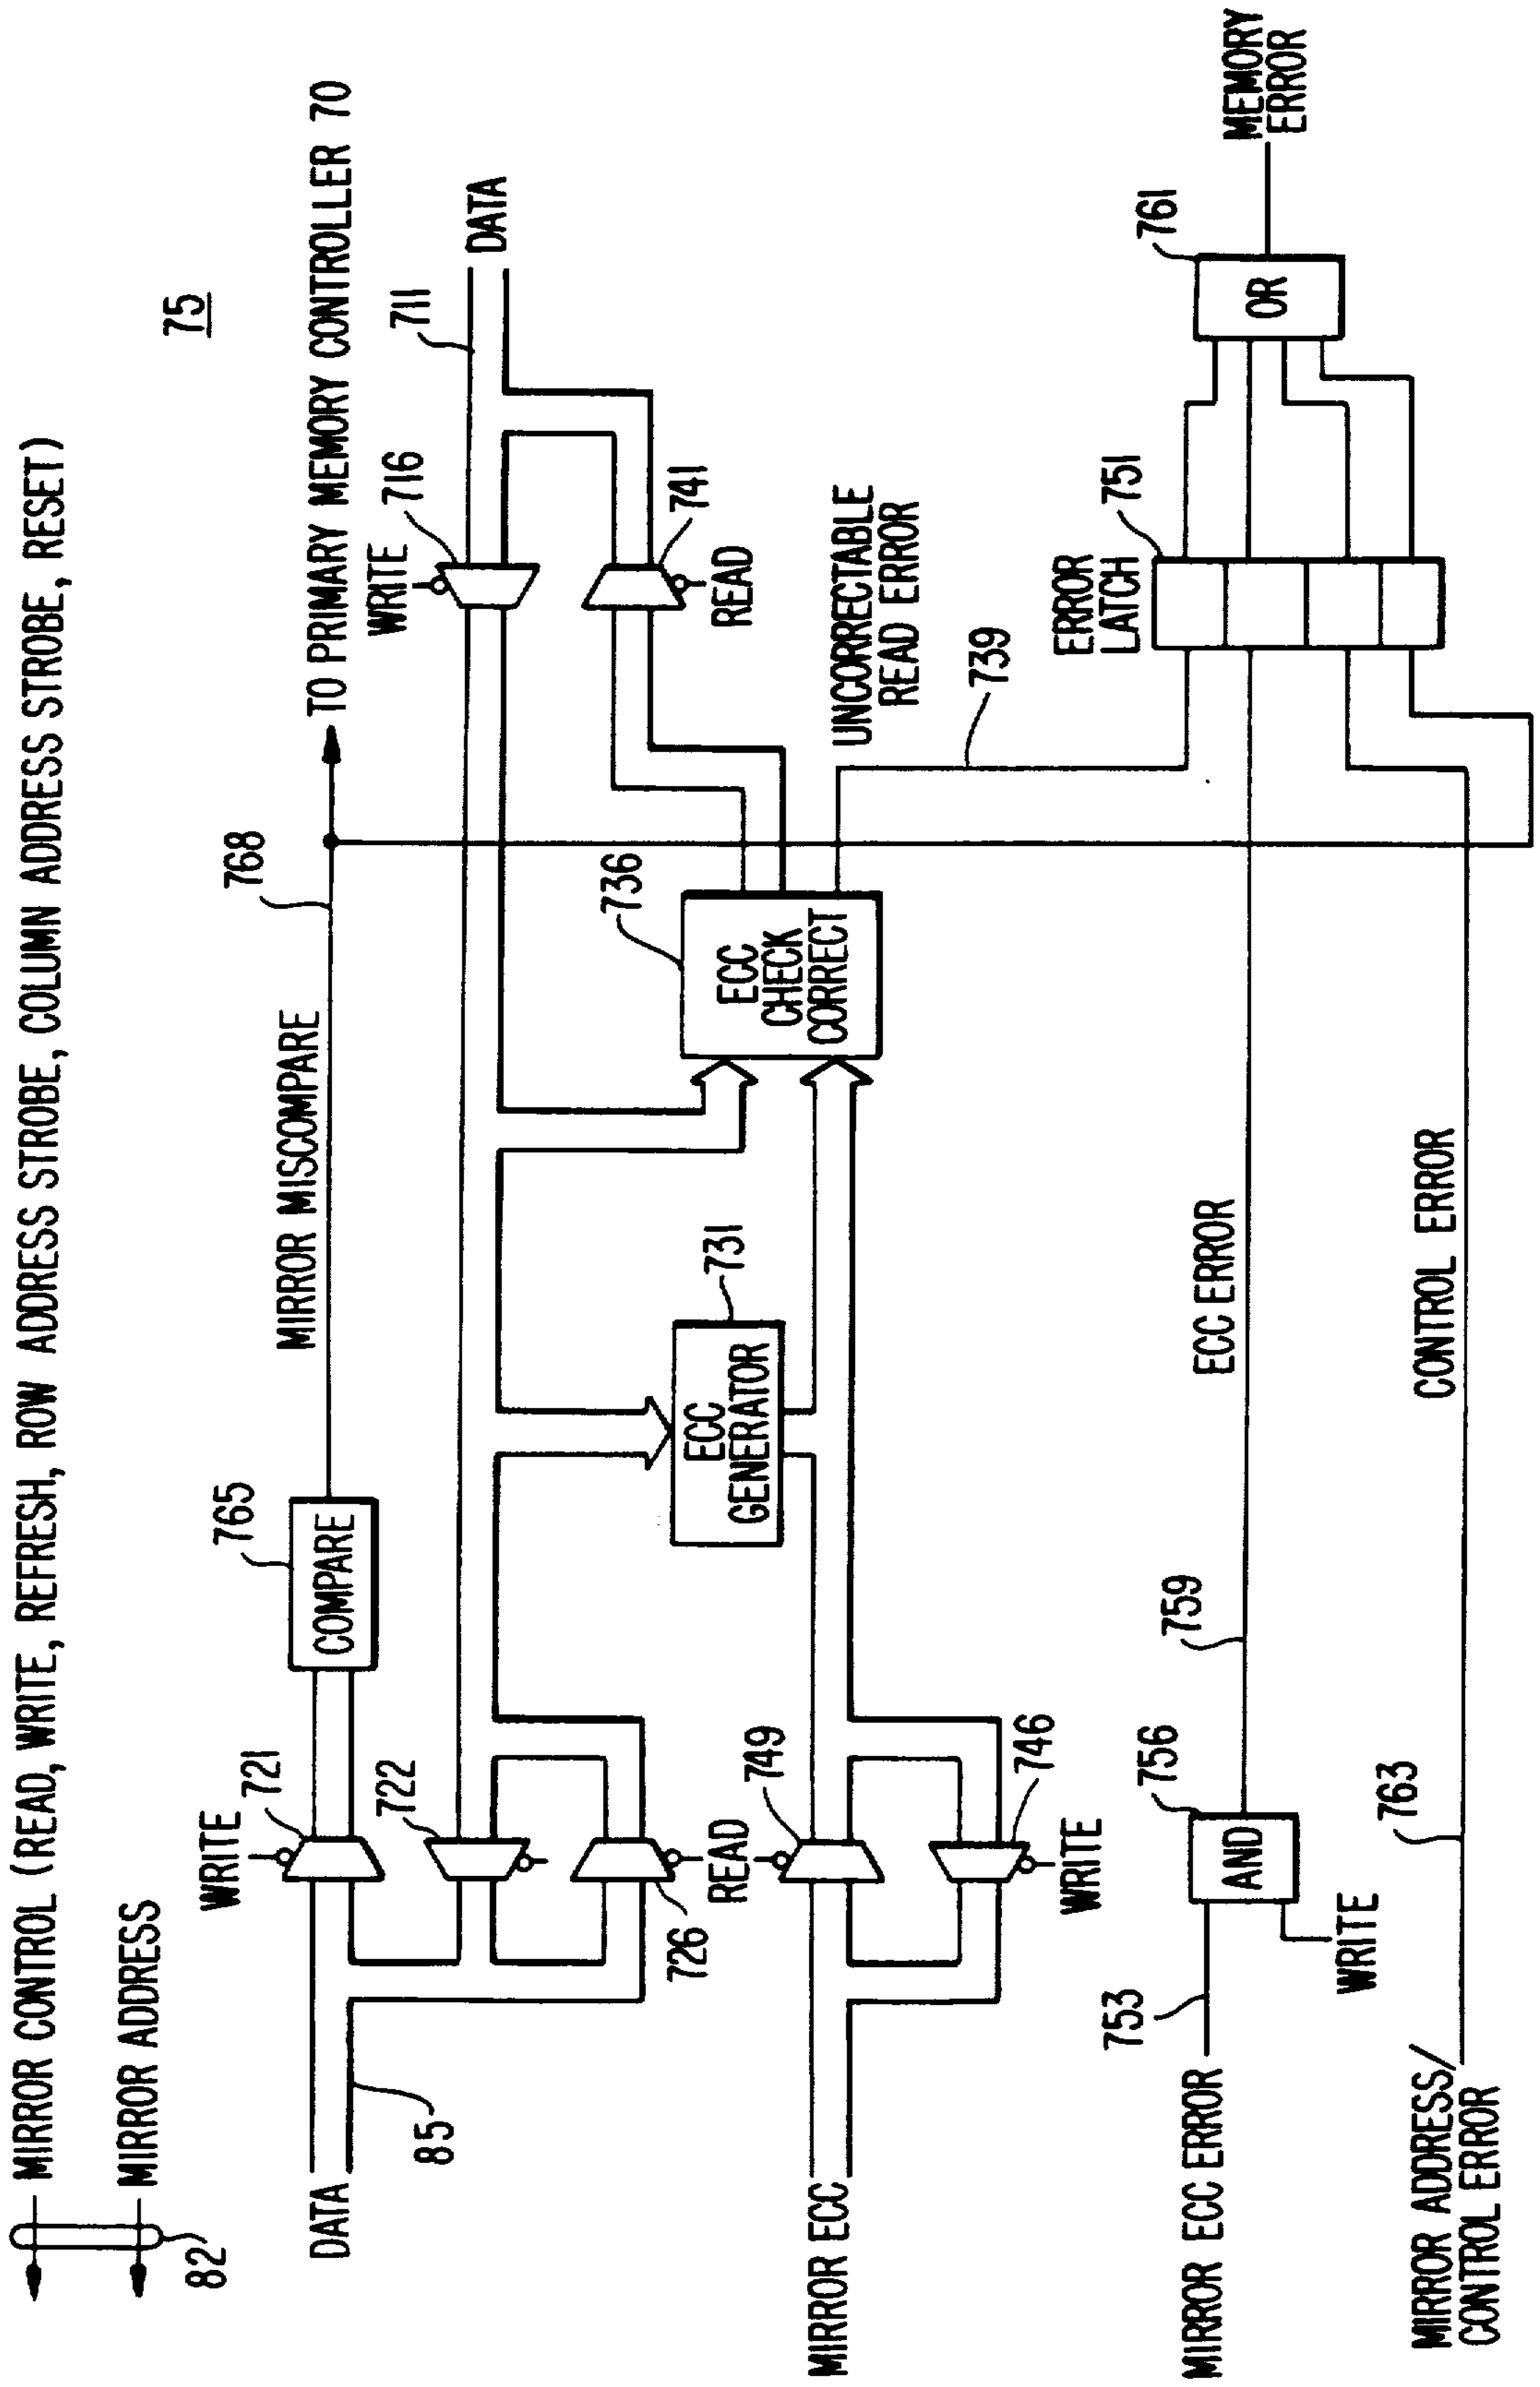 MIRROR CONTROL (READ, WRITE, REFRESH, ROW ADDRESS STROBE, COLUMN ADDRESS STROBE, RESET)
MIRROR ADDRESS
82'
75
TO PRIMARY MEMORY CONTROLLER 70
WRITE
721
765
COMPARE
MIRROR MISCOMPARE
768
DATA
85
722
726
READ
WRITE
716
711
DATA
741
READ
731
ECC
GENERATOR
736
ECC
CHECK
CORRECT
UNCORRECTABLE
READ ERROR
739
MIRROR ECC
749
746
WRITE
ERROR
LATCH
751
761
OR
MEMORY
ERROR
MIRROR ECC ERROR
753
756
AND
WRITE
759
ECC ERROR
MIRROR ADDRESS/
CONTROL ERROR
763
CONTROL ERROR